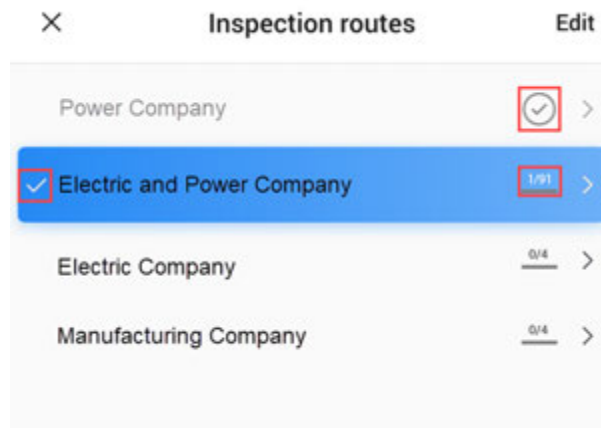 Inspection routes Edit
Power Company
Electric and Power Company 1/91
Electric Company 0/4
Manufacturing Company 0/4